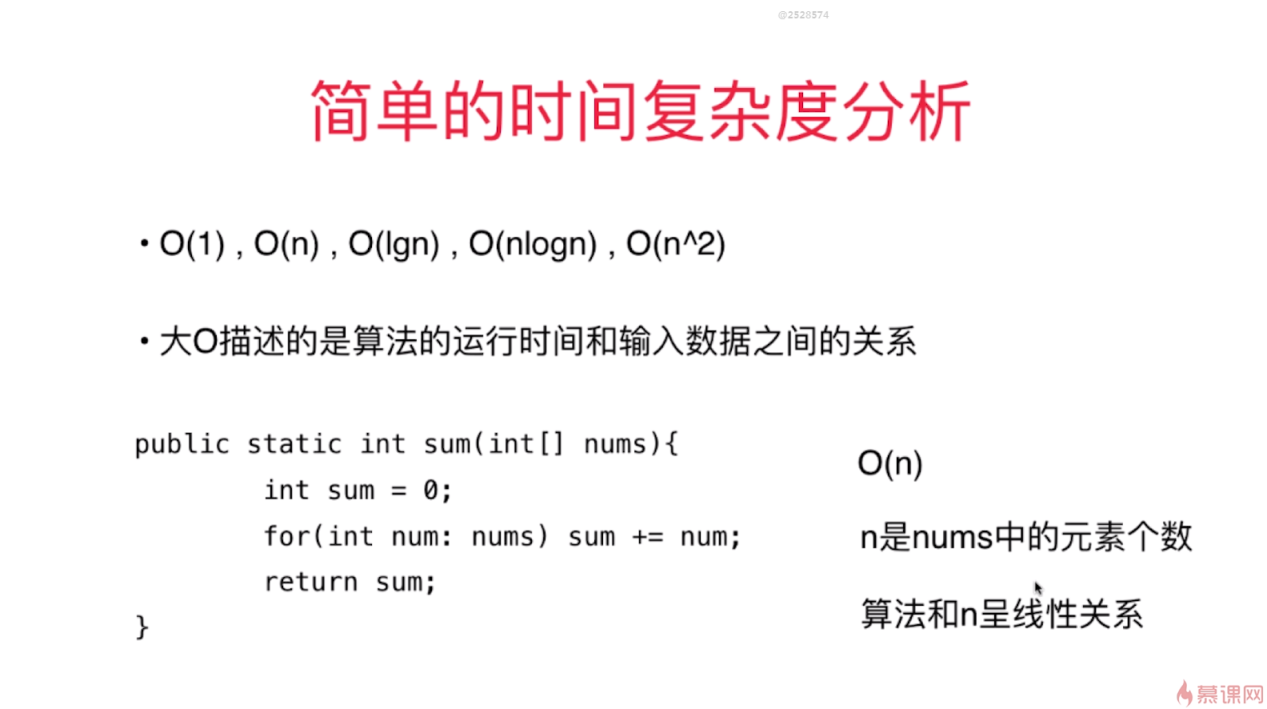 @2528574
简单的时间复杂度分析
• O(1) , O(n) , O(lgn) , O(nlogn) , O(n^2)
• 大O描述的是算法的运行时间和输入数据之间的关系
public static int sum(int[] nums){
int sum = 0;
for(int num: nums) sum += num;
return sum;
}
O(n)
n是nums中的元素个数
算法和n呈线性关系
慕课网